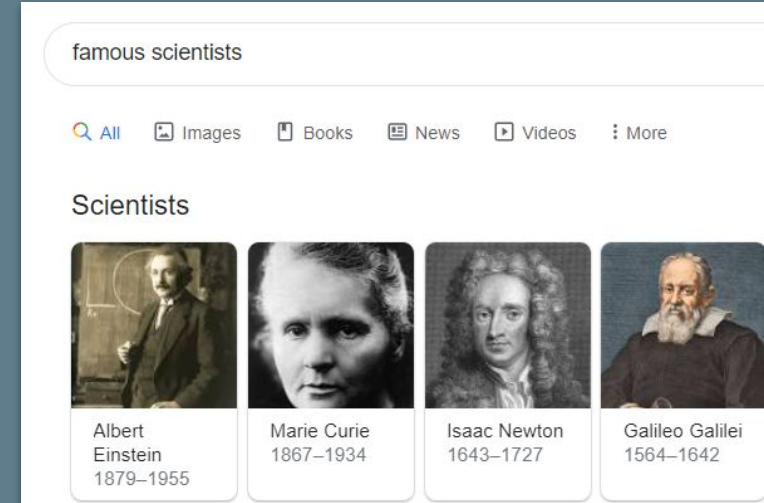 famous scientists
All Images Books News Videos More
Scientists
Albert
Einstein
1879–1955
Marie Curie
1867–1934
Isaac Newton
1643–1727
Galileo Galilei
1564–1642